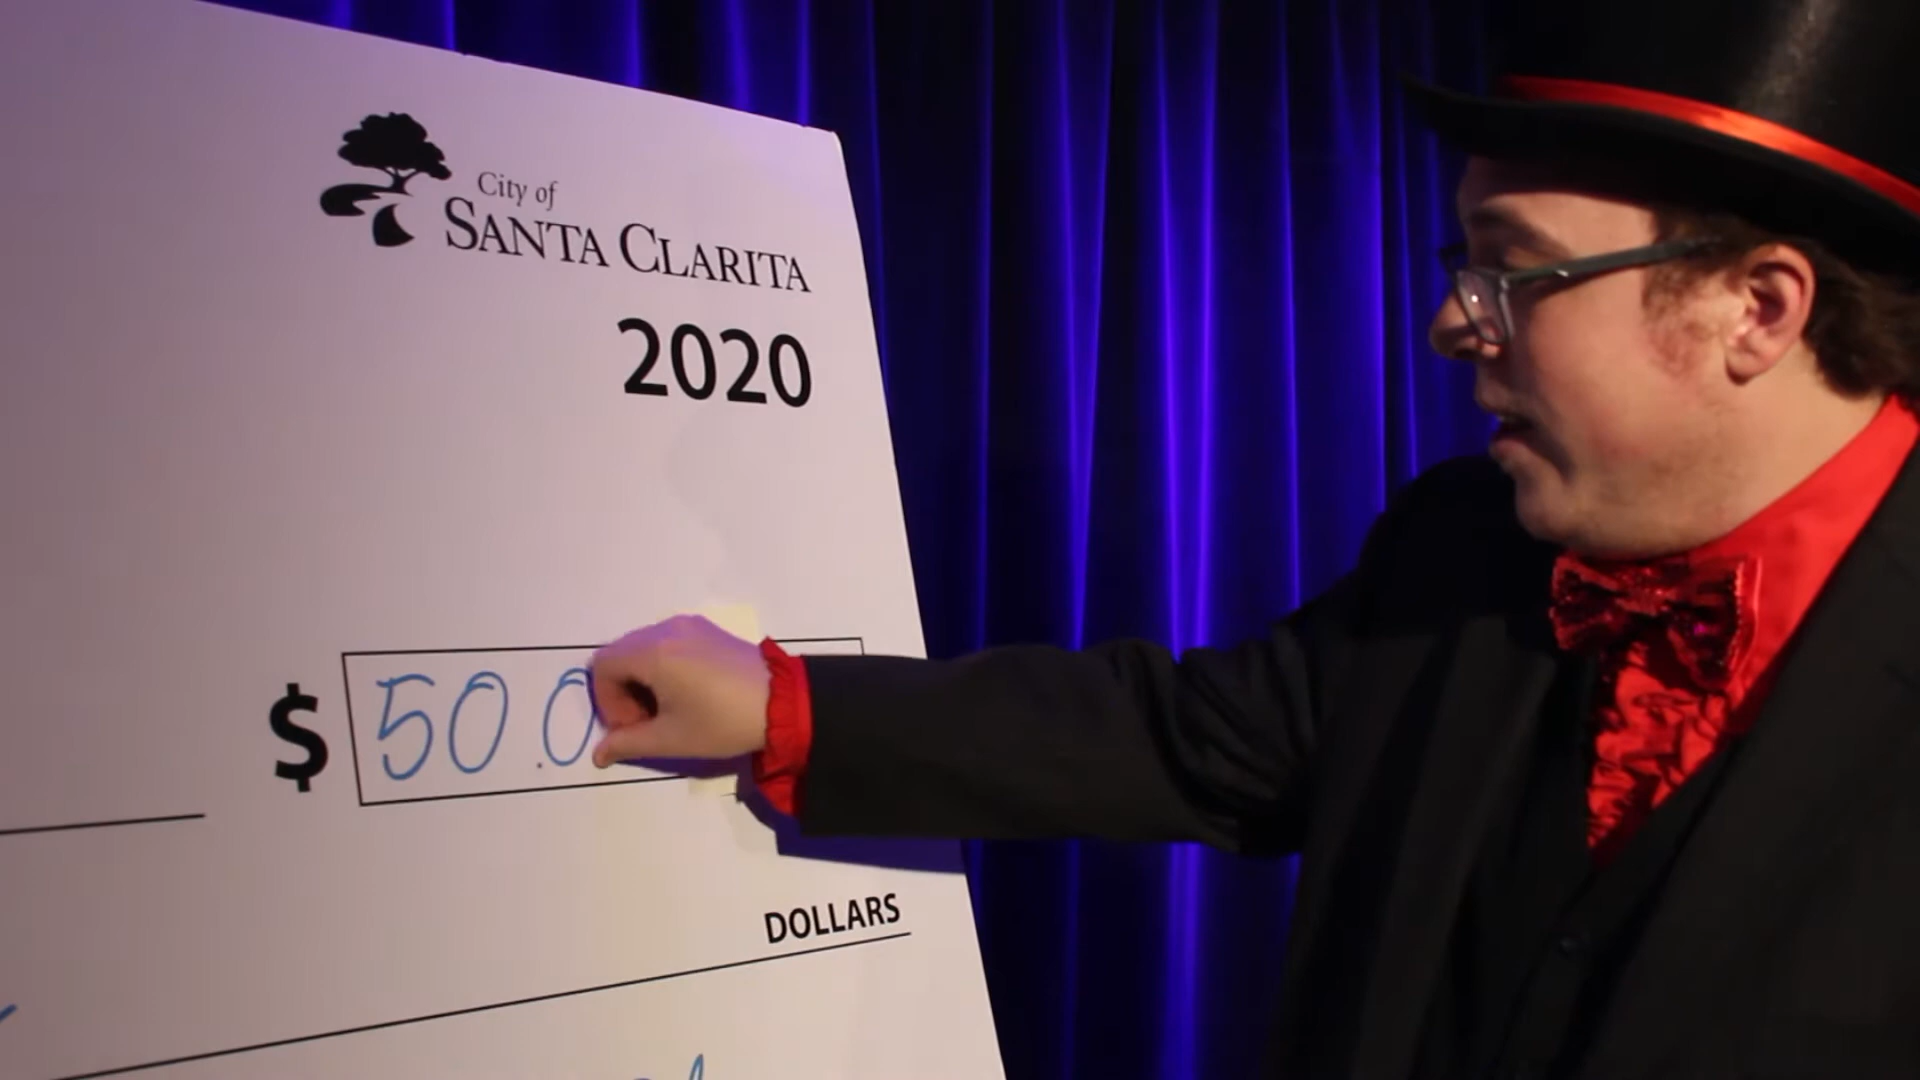 City of
SANTA CLARITA
2020
$ 50.0
DOLLARS